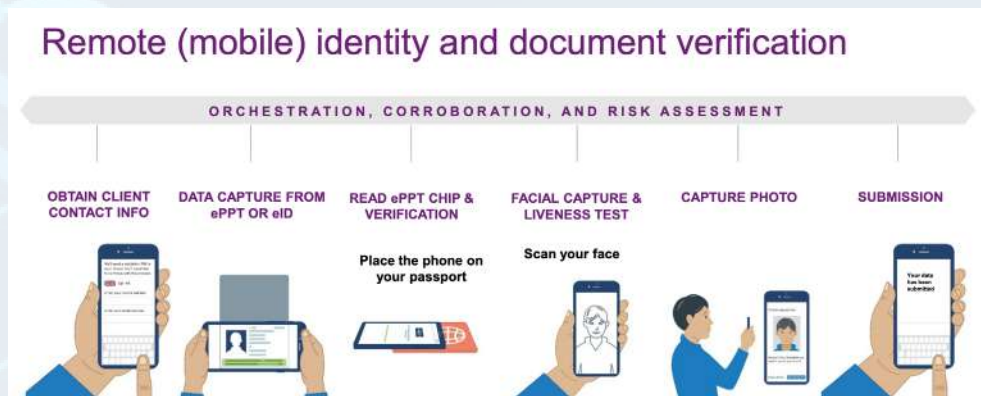 Remote (mobile) identity and document verification
ORCHESTRATION, CORROBORATION, AND RISK ASSESSMENT
OBTAIN CLIENT
CONTACT INFO
DATA CAPTURE FROM
ePPT OR eID
READ ePPT CHIP &
VERIFICATION
FACIAL CAPTURE &
LIVENESS TEST
CAPTURE PHOTO
SUBMISSION
Place the phone on
your passport
Scan your face
Your data
has been
submitted